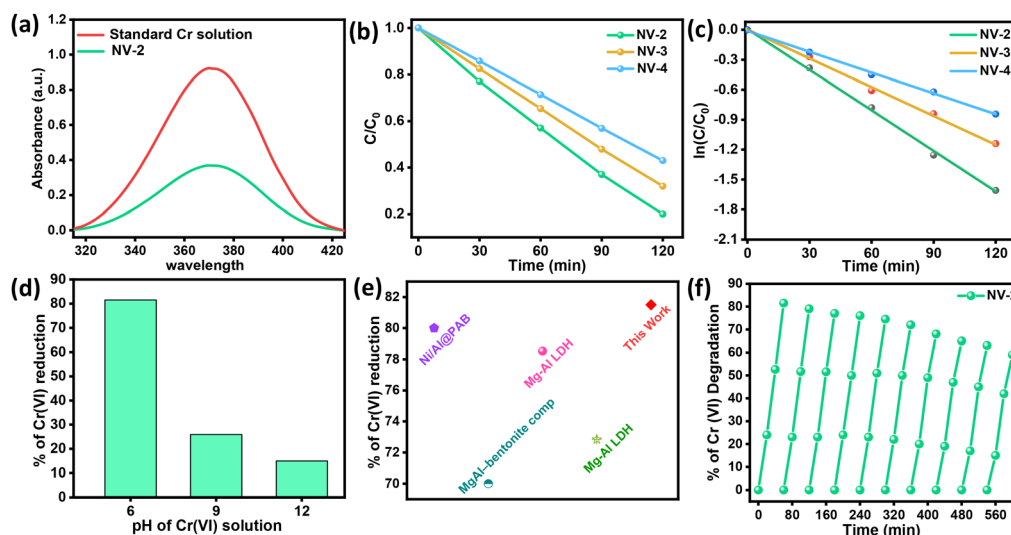 (a)
1.2
1.0
0.8
0.6
0.4
0.2
0.0
Absorbance (a.u.)
Standard Cr solution
NV-2
320 360 400
wavelength
(b)
1.0
0.8
0.6
0.4
0.2
C/C0
NV-2
NV-3
NV-4
0 30 60 90 120
Time (min)
(c)
0.0
-0.3
-0.6
-0.9
-1.2
-1.5
-1.8
-2.1
ln(C/C0)
NV-2
NV-3
NV-4
0 30 60 90 120
Time (min)
(d)
90
80
70
60
50
40
30
20
10
0
% of Cr(VI) reduction
6 9 12
pH of Cr(VI) solution
(e)
82
80
78
76
74
72
70
% of Cr(VI) reduction
Ni/Al@PAB
MgAl–bentonite comp
Mg-Al LDH
Mg-Al LDH
This Work
(f)
90
80
70
60
50
40
30
20
10
0
% of Cr (VI) Degradation
NV-2
0 80 160 240 320 400 480 560
Time (min)